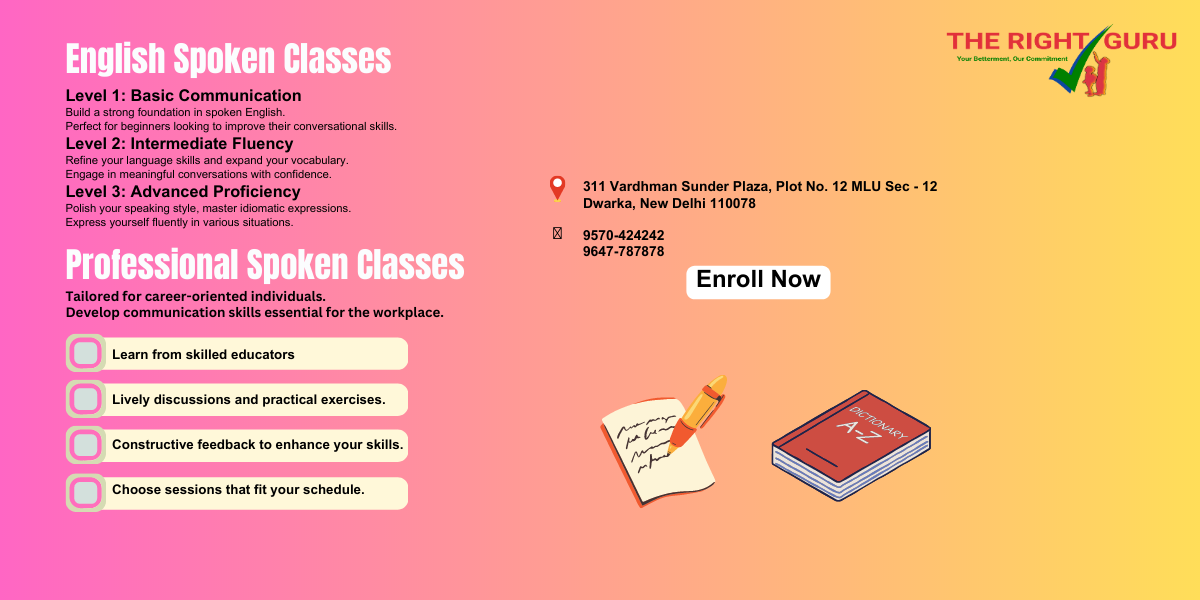 THE RIGHT GURU
Your Betterment, Our Commitment
English Spoken Classes
Level 1: Basic Communication
Build a strong foundation in spoken English.
Perfect for beginners looking to improve their conversational skills.
Level 2: Intermediate Fluency
Refine your language skills and expand your vocabulary.
Engage in meaningful conversations with confidence.
Level 3: Advanced Proficiency
Polish your speaking style, master idiomatic expressions.
Express yourself fluently in various situations.
Professional Spoken Classes
Tailored for career-oriented individuals.
Develop communication skills essential for the workplace.
Learn from skilled educators
Lively discussions and practical exercises.
Constructive feedback to enhance your skills.
Choose sessions that fit your schedule.
311 Vardhman Sunder Plaza, Plot No. 12 MLU Sec - 12
Dwarka, New Delhi 110078
9570-424242
9647-787878
Enroll Now
DICTIONARY
A-Z